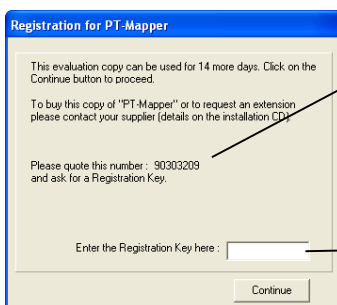 Registration for PT-Mapper
This evaluation copy can be used for 14 more days. Click on the
Continue button to proceed.
To buy this copy of "PT-Mapper" or to request an extension
please contact your supplier (details on the installation CD).
Please quote this number : 90303209
and ask for a Registration Key.
Enter the Registration Key here :
Continue